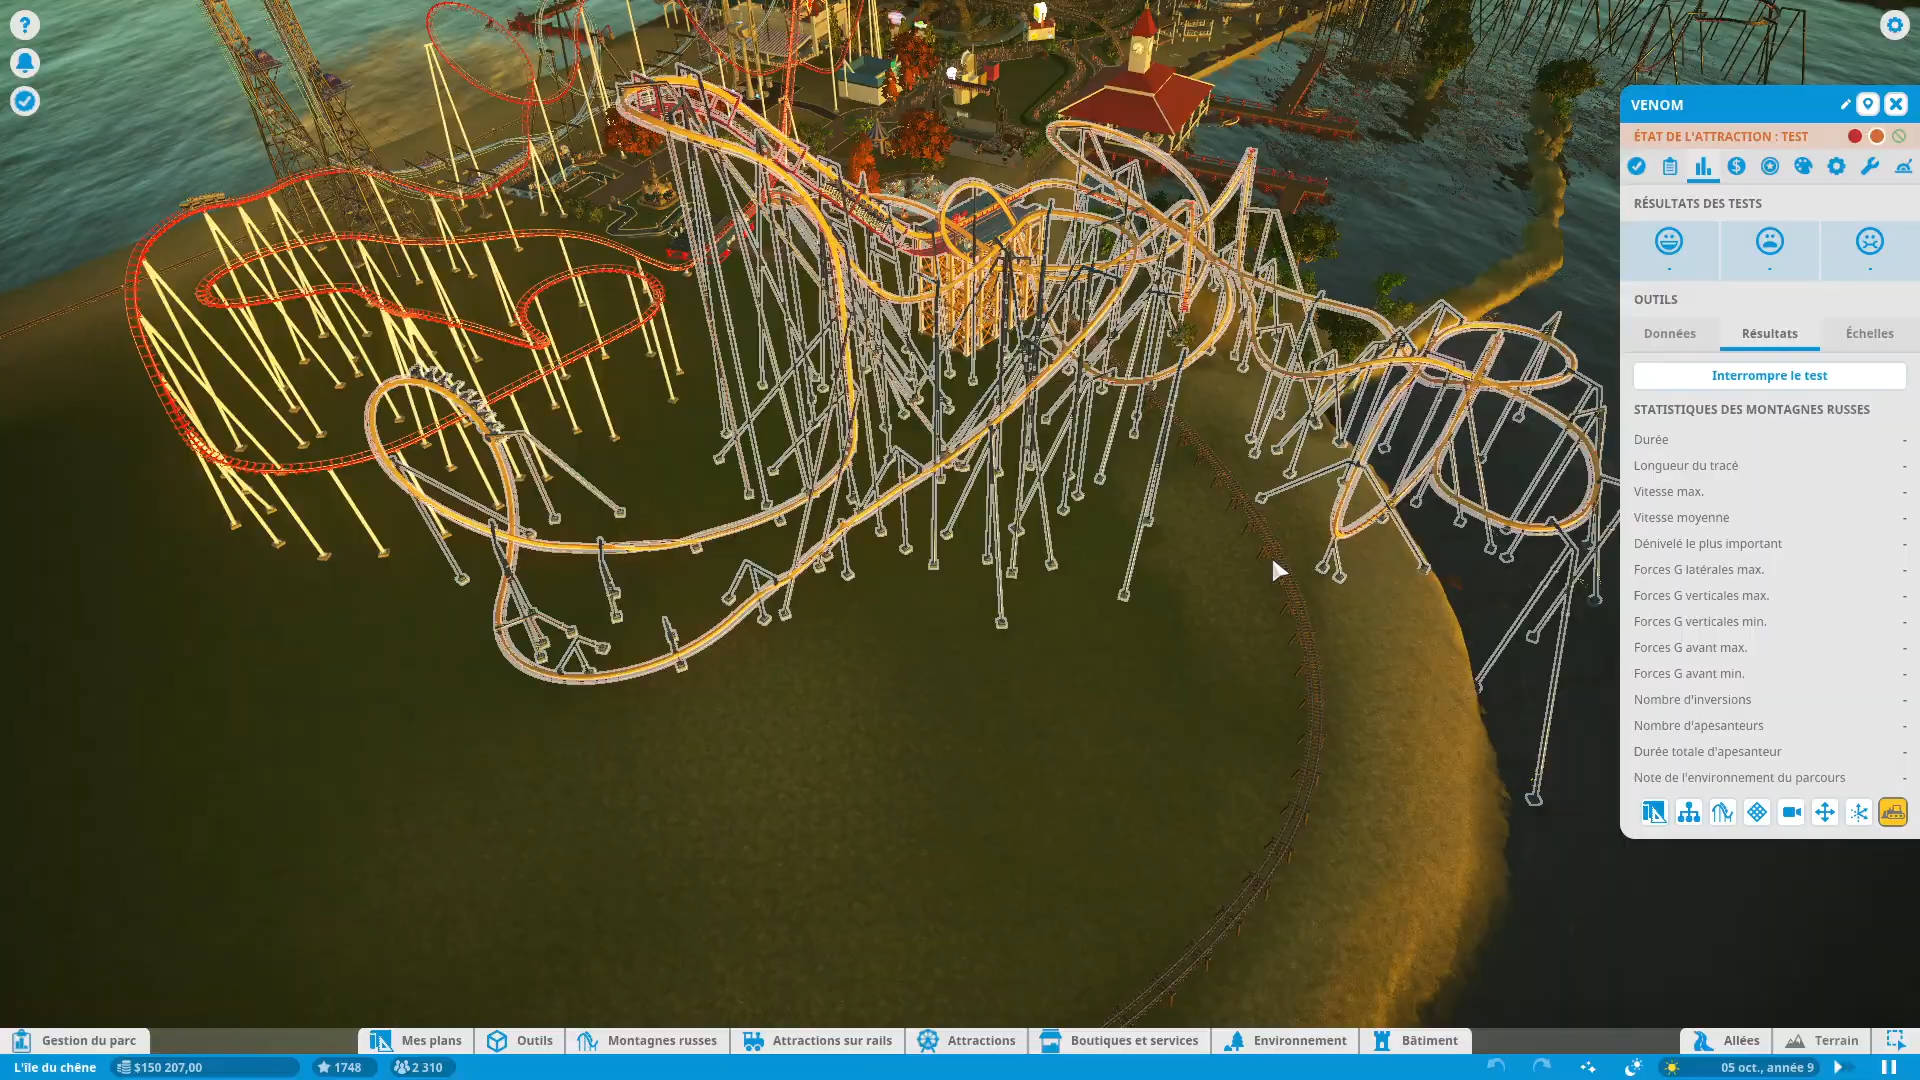 VENOM
ÉTAT DE L'ATTRACTION : TEST
RÉSULTATS DES TESTS
- - -
OUTILS
Données Résultats Échelles
Interrompre le test
STATISTIQUES DES MONTAGNES RUSSES
Durée -
Longueur du tracé -
Vitesse max. -
Vitesse moyenne -
Dénivelé le plus important -
Forces G latérales max. -
Forces G verticales max. -
Forces G verticales min. -
Forces G avant max. -
Forces G avant min. -
Nombre d'inversions -
Nombre d'apesanteurs -
Durée totale d'apesanteur -
Note de l'environnement du parcours -
Gestion du parc Mes plans Outils Montagnes russes Attractions sur rails Attractions Boutiques et services Environnement Bâtiment Allées Terrain
L'île du chêne $150 207,00 1748 2 310 05 oct., année 9